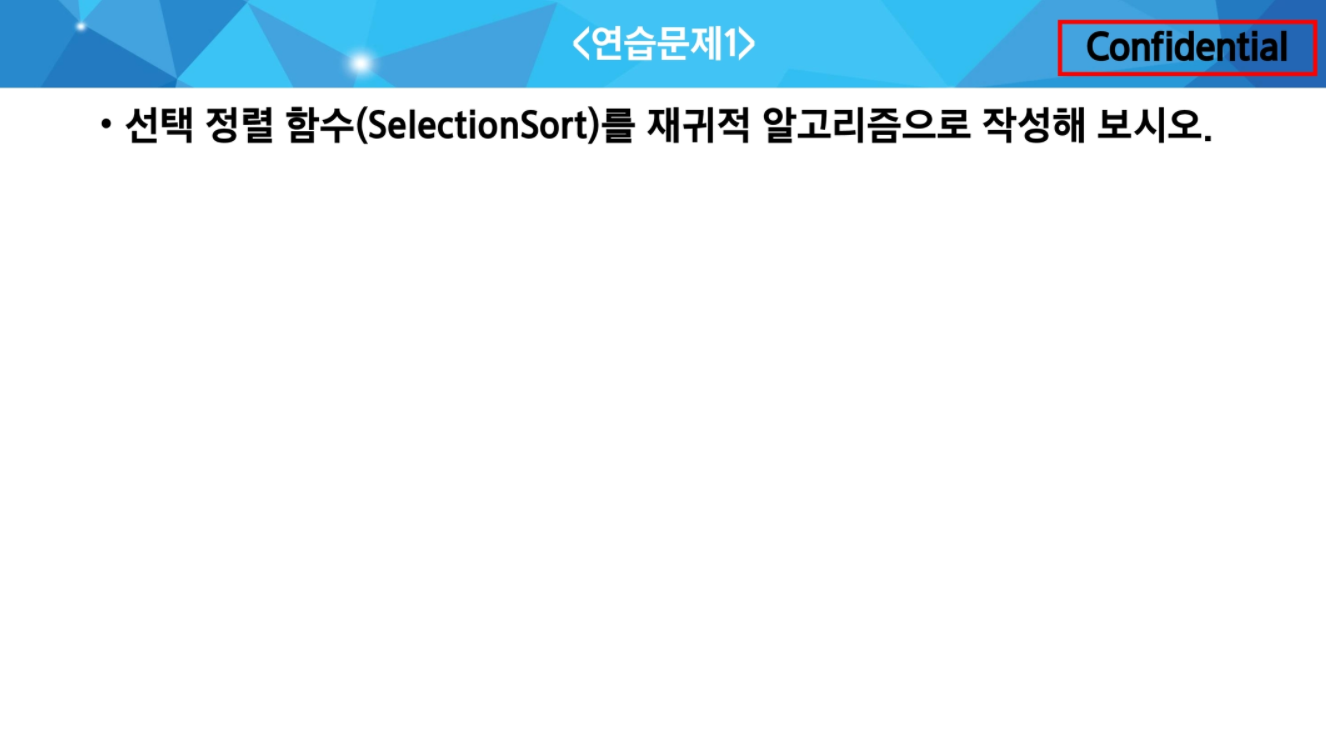 <연습문제1>
Confidential
• 선택 정렬 함수(SelectionSort)를 재귀적 알고리즘으로 작성해 보시오.